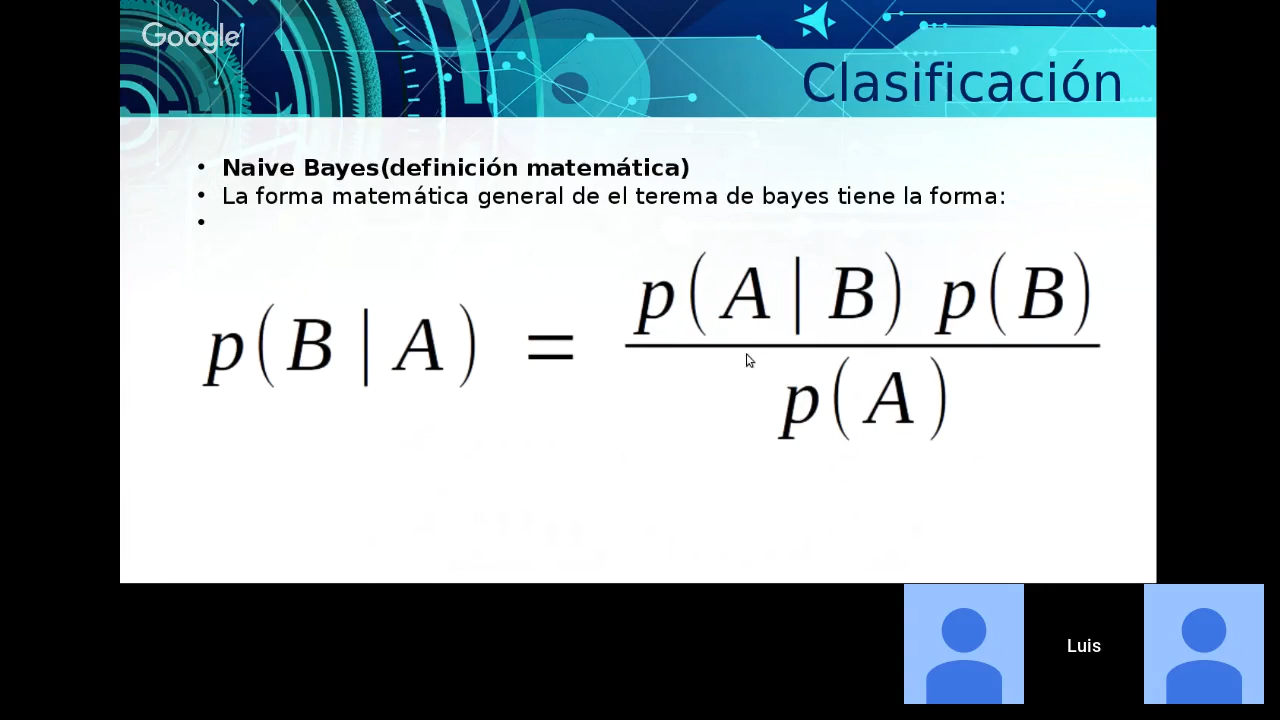 Google
Clasificación
• Naive Bayes(definición matemática)
• La forma matemática general de el terema de bayes tiene la forma:
•
p(B | A) = p(A | B) p(B)
p(A)
Luis